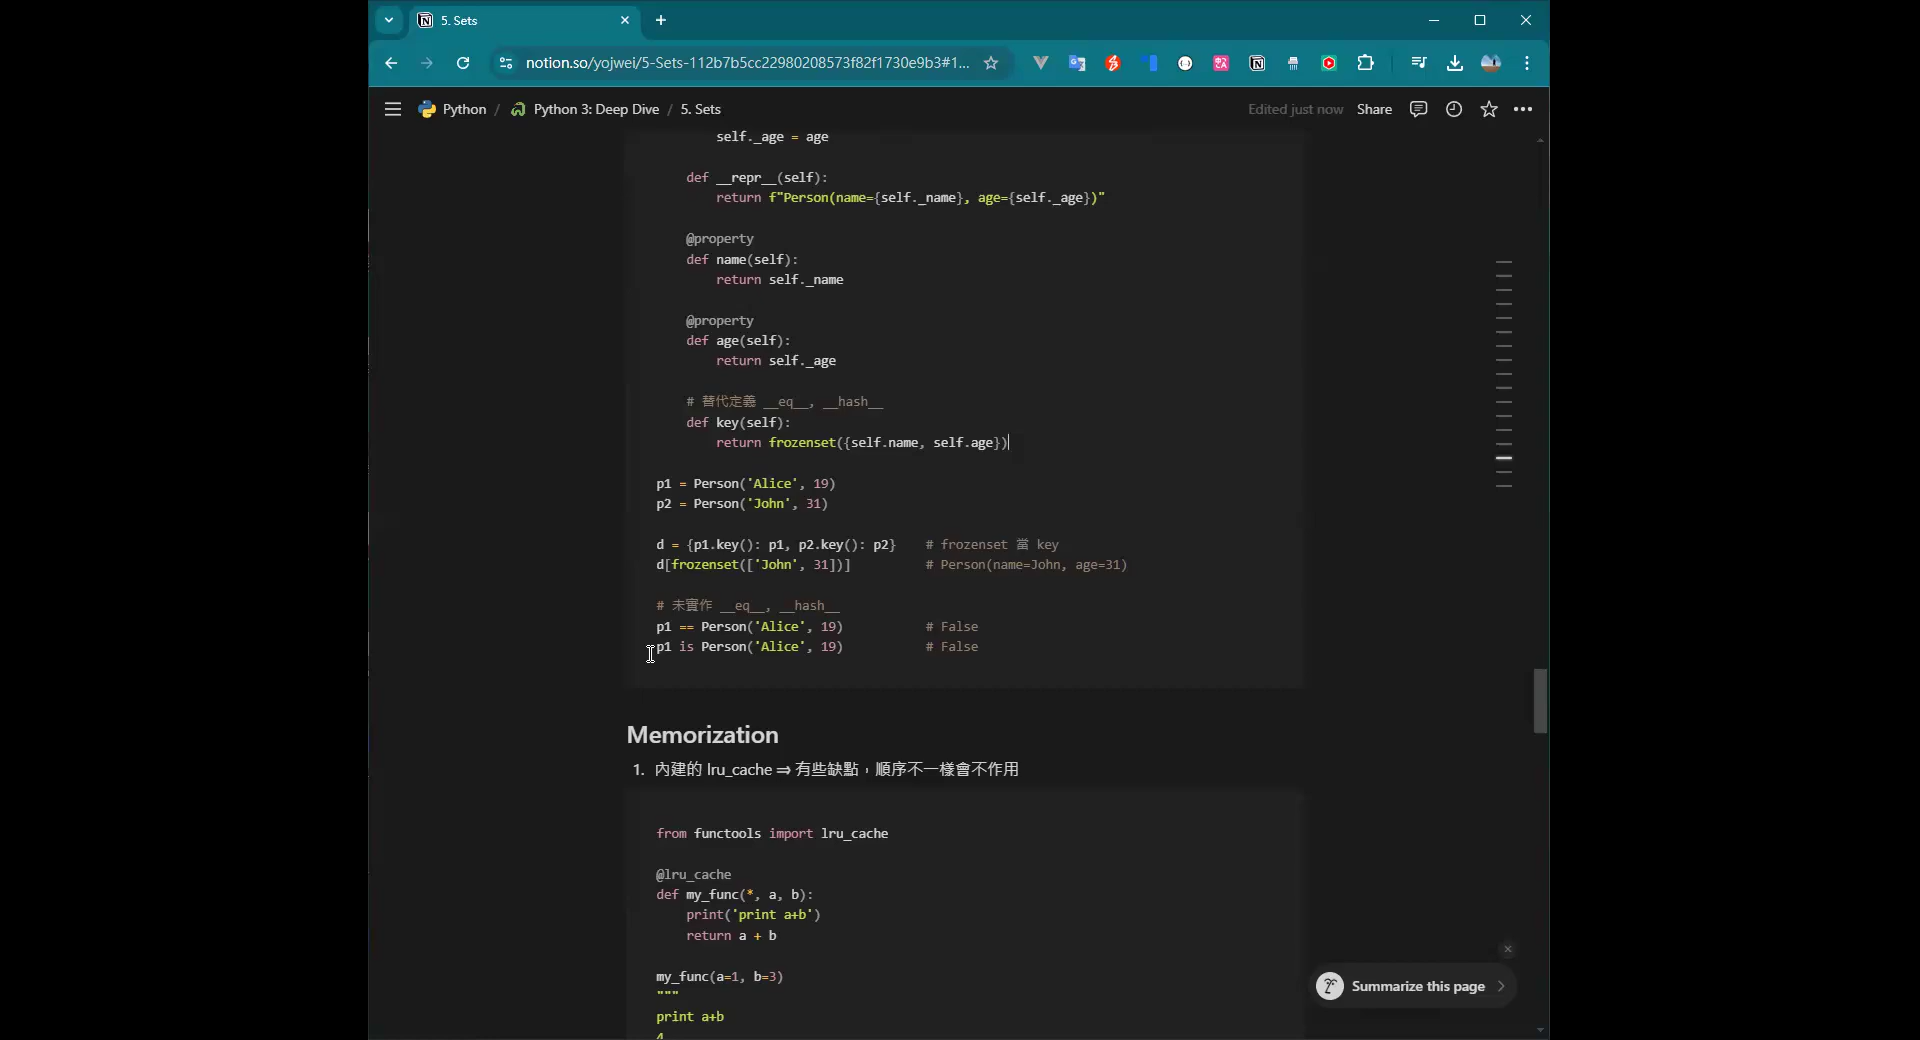 5. Sets
notion.so/yojwei/5-Sets-112b7b5cc22980208573f82f1730e9b3#1...
Python / Python 3: Deep Dive / 5. Sets
Edited just now Share
self._age = age
def __repr__(self):
return f"Person(name={self._name}, age={self._age})"
@property
def name(self):
return self._name
@property
def age(self):
return self._age
# 替代定義 __eq__, __hash__
def key(self):
return frozenset({self.name, self.age})
p1 = Person('Alice', 19)
p2 = Person('John', 31)
d = {p1.key(): p1, p2.key(): p2} # frozenset 當 key
d[frozenset(['John', 31])] # Person(name=John, age=31)
# 未實作 __eq__, __hash__
p1 == Person('Alice', 19) # False
p1 is Person('Alice', 19) # False
Memorization
1. 內建的 lru_cache ⇒ 有些缺點，順序不一樣會不作用
from functools import lru_cache
@lru_cache
def my_func(*, a, b):
print('print a+b')
return a + b
my_func(a=1, b=3)
"""
print a+b
4
Summarize this page